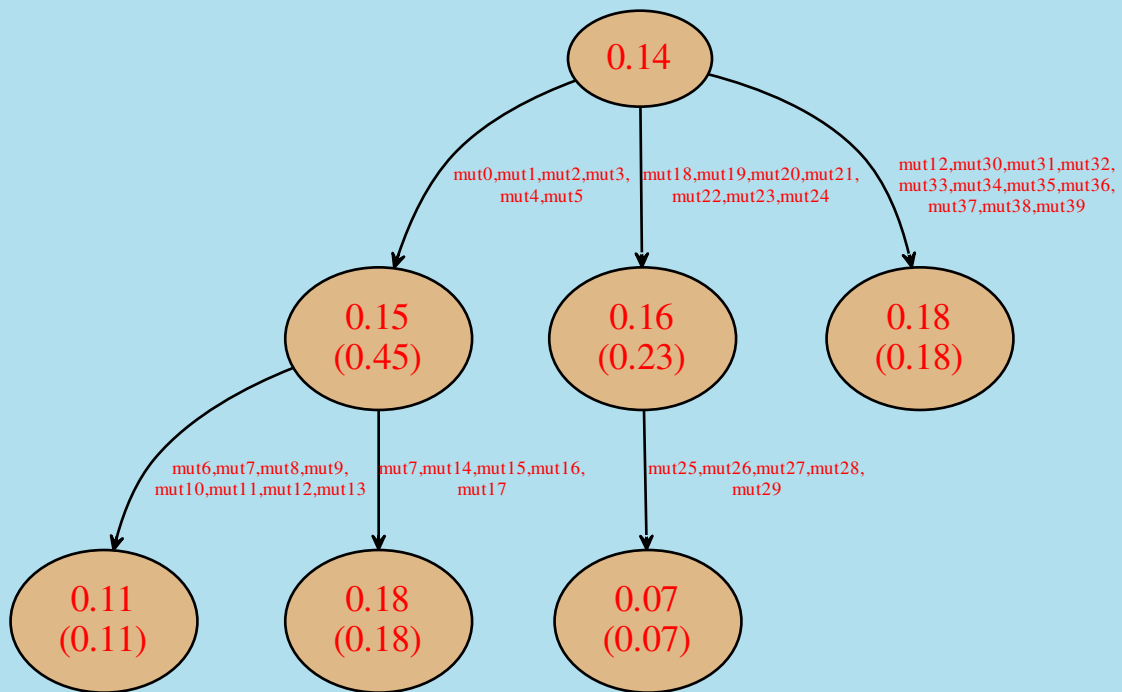 0.14
mut0,mut1,mut2,mut3,
mut4,mut5
mut18,mut19,mut20,mut21,
mut22,mut23,mut24
mut12,mut30,mut31,mut32,
mut33,mut34,mut35,mut36,
mut37,mut38,mut39
0.15
(0.45)
0.16
(0.23)
0.18
(0.18)
mut6,mut7,mut8,mut9,
mut10,mut11,mut12,mut13
mut7,mut14,mut15,mut16,
mut17
mut25,mut26,mut27,mut28,
mut29
0.11
(0.11)
0.18
(0.18)
0.07
(0.07)